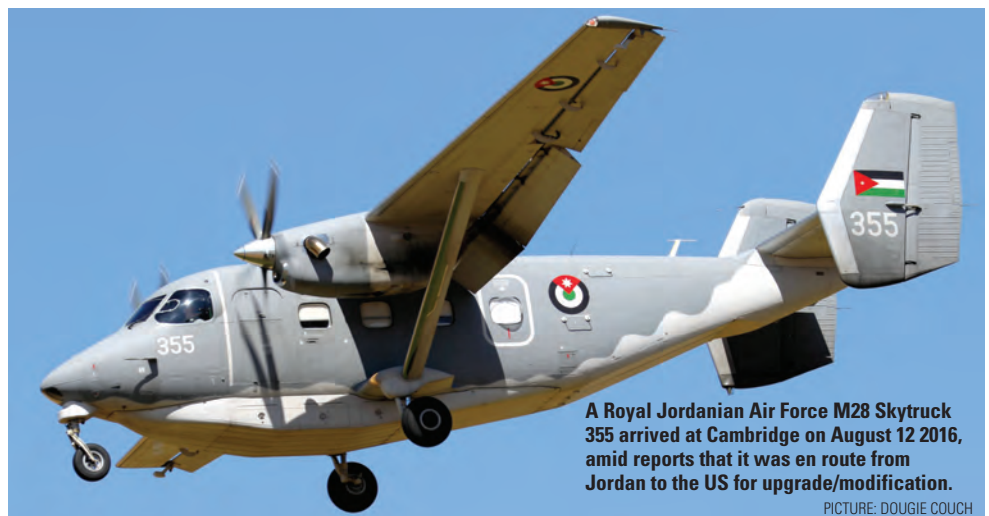 355
355
A Royal Jordanian Air Force M28 Skytruck
355 arrived at Cambridge on August 12 2016,
amid reports that it was en route from
Jordan to the US for upgrade/modification.
PICTURE: DOUGIE COUCH